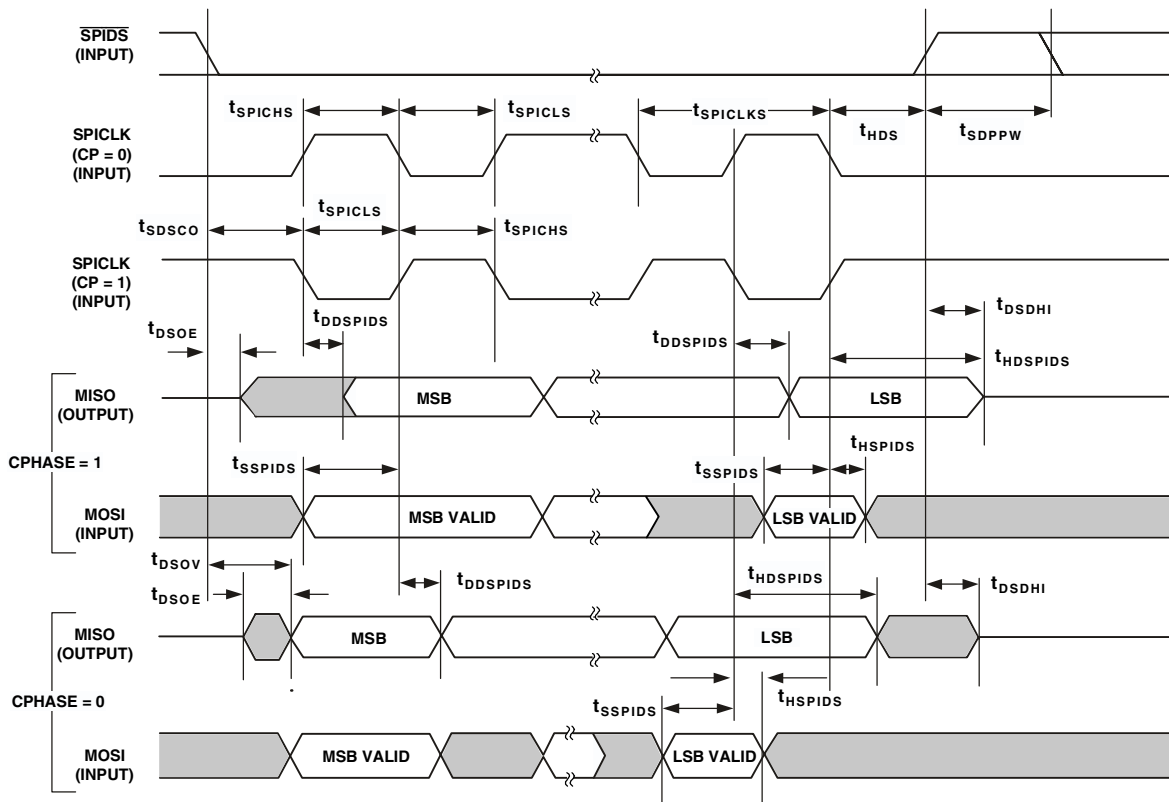 SPIDS
(INPUT)
tSPICHS
tSPICLS
tSPICLKS
tHDS
tSDPPW
SPICLK
(CP = 0)
(INPUT)
tSDSCO
tSPICLS
tSPICHS
SPICLK
(CP = 1)
(INPUT)
tDSOE
tDDSPIDS
tDDSPIDS
tDSDHI
tHDSPIDS
MISO
(OUTPUT)
MSB
LSB
CPHASE = 1
tSSPIDS
tSSPIDS
tHSPIDS
MOSI
(INPUT)
MSB VALID
LSB VALID
tDSOV
tDSOE
tDDSPIDS
tHDSPIDS
tDSDHI
MISO
(OUTPUT)
MSB
LSB
CPHASE = 0
tSSPIDS
tHSPIDS
MOSI
(INPUT)
MSB VALID
LSB VALID